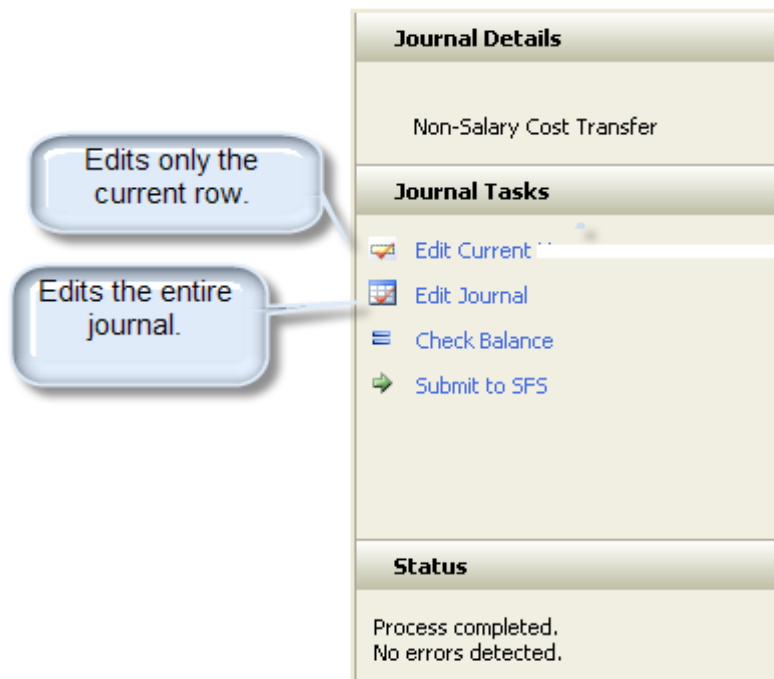 Journal Details
Non-Salary Cost Transfer
Edits only the
current row.
Journal Tasks
Edit Current
Edits the entire
journal.
Edit Journal
Check Balance
Submit to SFS
Status
Process completed.
No errors detected.